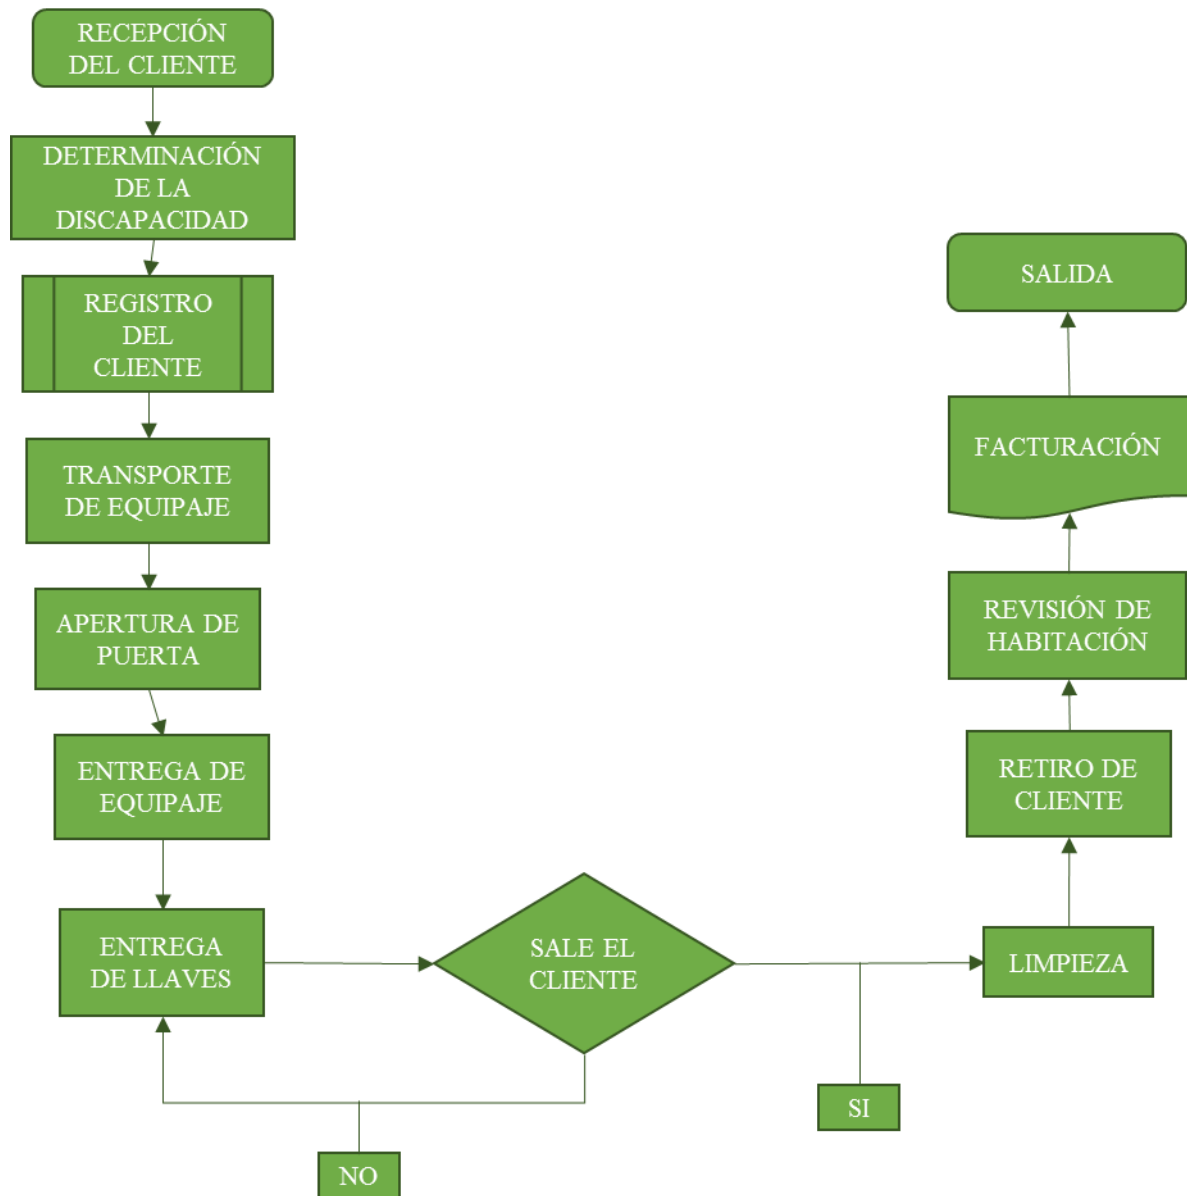 RECEPCIÓN
DEL CLIENTE
DETERMINACIÓN
DE LA
DISCAPACIDAD
REGISTRO
DEL
CLIENTE
TRANSPORTE
DE EQUIPAJE
APERTURA DE
PUERTA
ENTREGA DE
EQUIPAJE
ENTREGA
DE LLAVES
SALE EL
CLIENTE
NO
SI
LIMPIEZA
RETIRO DE
CLIENTE
REVISIÓN DE
HABITACIÓN
FACTURACIÓN
SALIDA